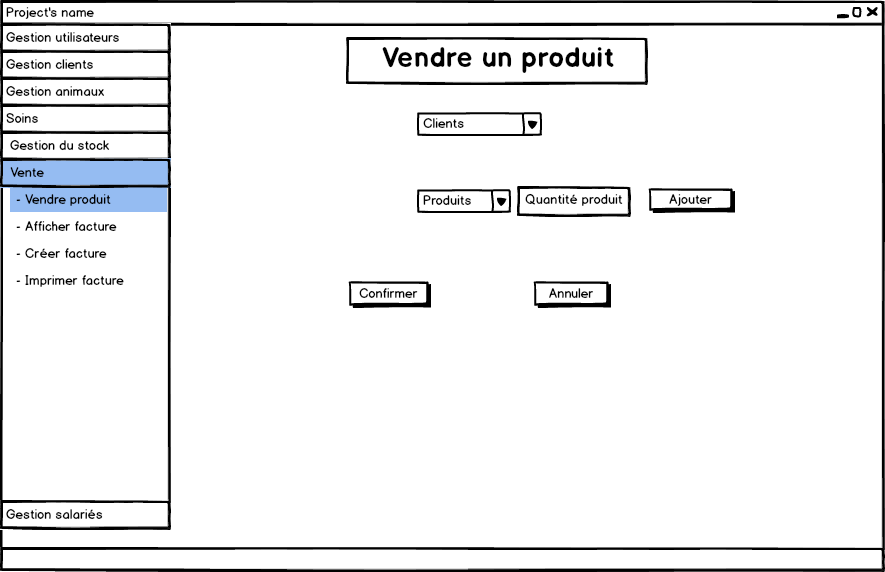 Project's name
Gestion utilisateurs
Gestion clients
Gestion animaux
Soins
Gestion du stock
Vente
- Vendre produit
- Afficher facture
- Créer facture
- Imprimer facture
Gestion salariés
Vendre un produit
Clients
Produits Quantité produit Ajouter
Confirmer Annuler